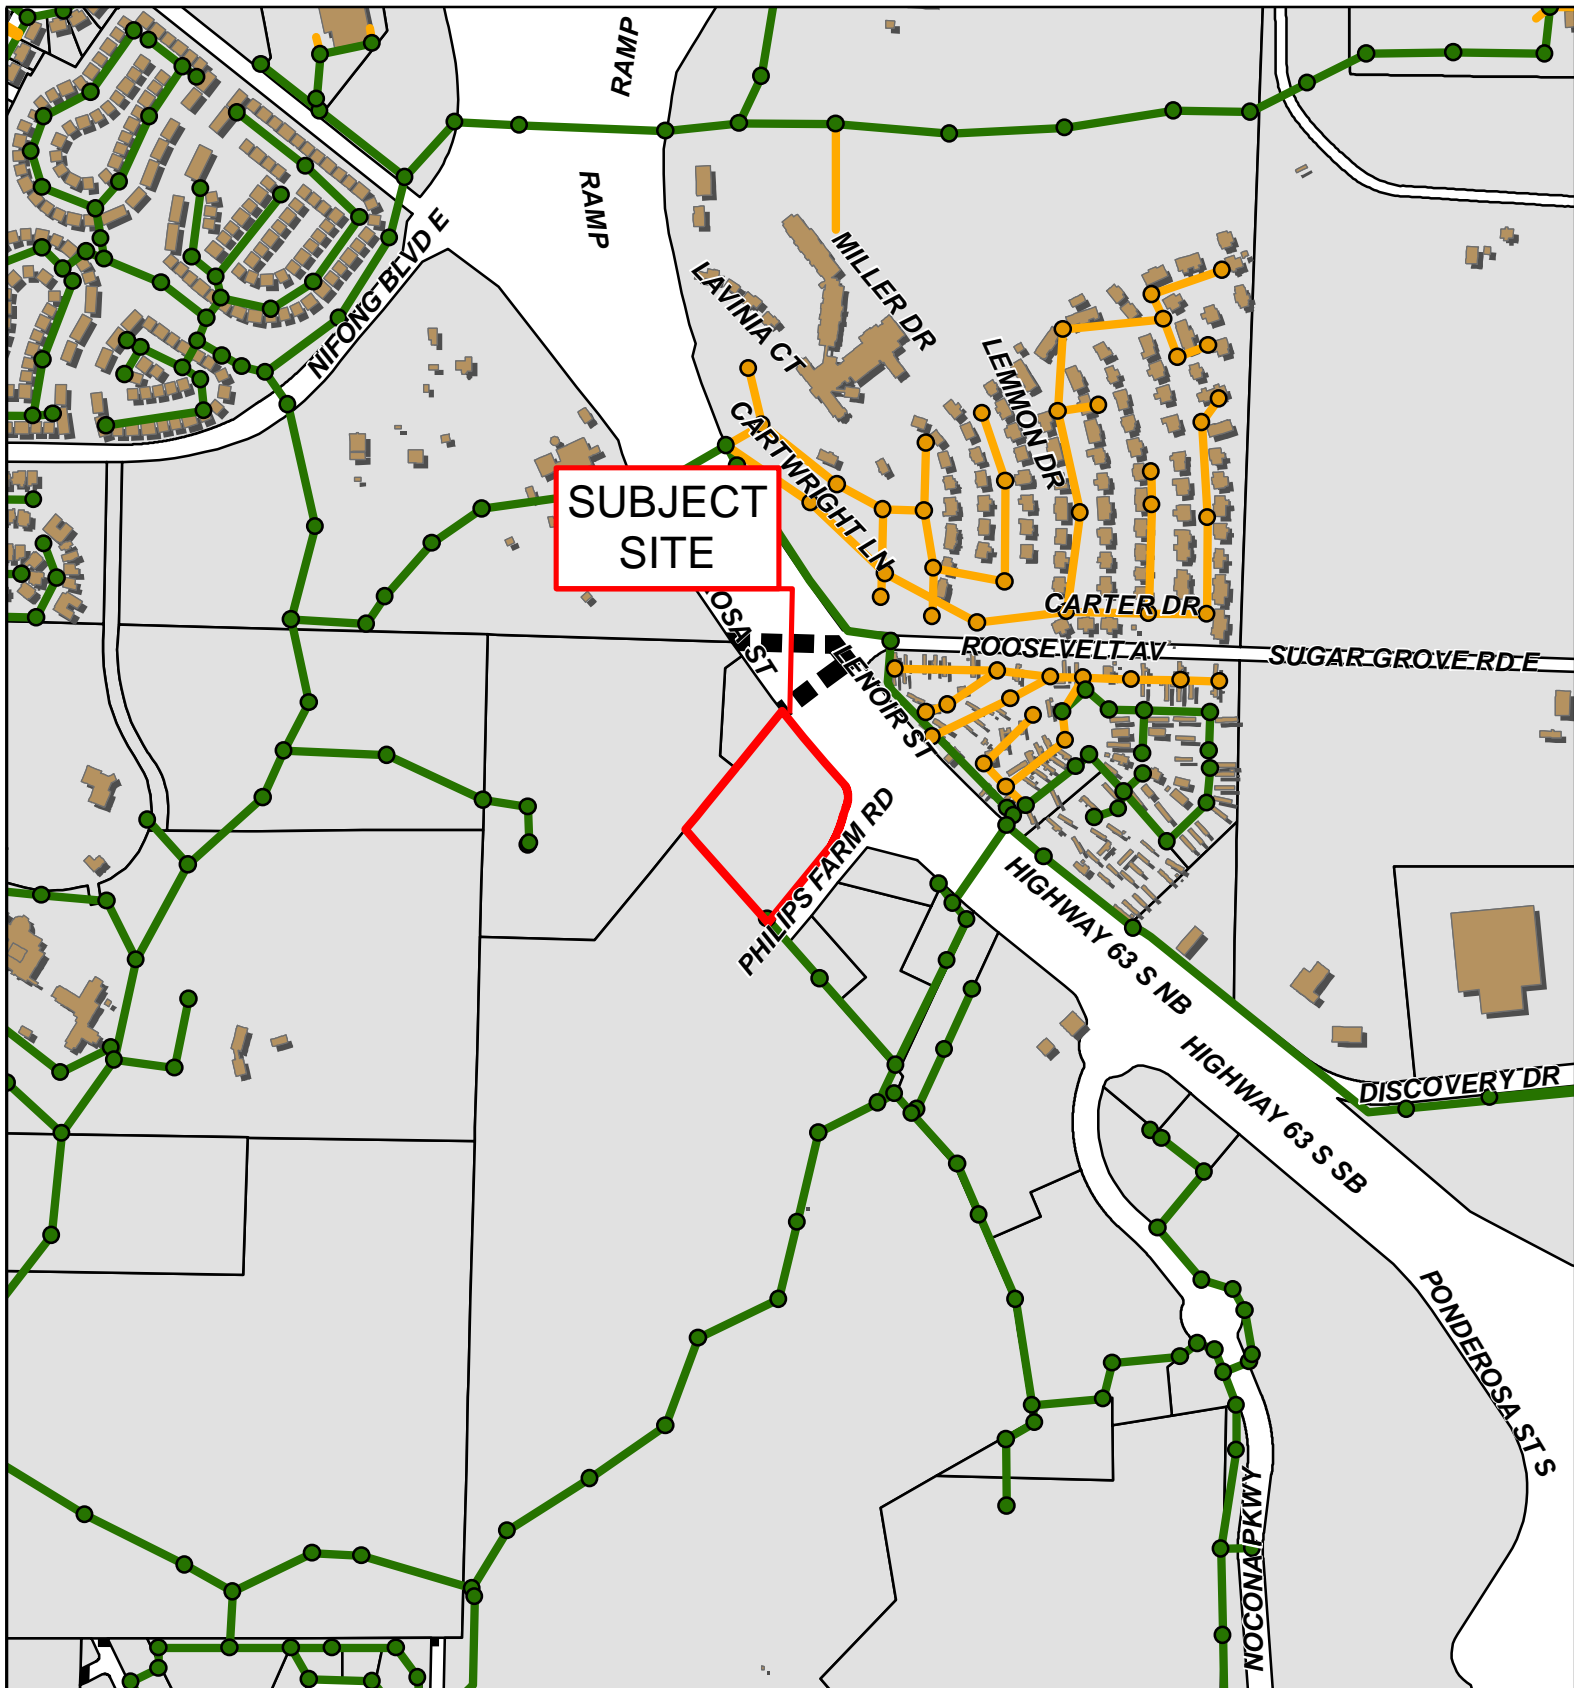 RAMP
RAMP
NIFONG BLVD E
MILLER DR
LAVINIA CT
LEMMON DR
CARTWRIGHT LN
SUBJECT
SITE
CARTER DR
ROOSEVELT AV
SUGAR GROVE RD E
OSA ST
LENOIR ST
PHILIPS FARM RD
HIGHWAY 63 S NB
HIGHWAY 63 S SB
DISCOVERY DR
PONDEROSA ST S
NOCONA PKWY